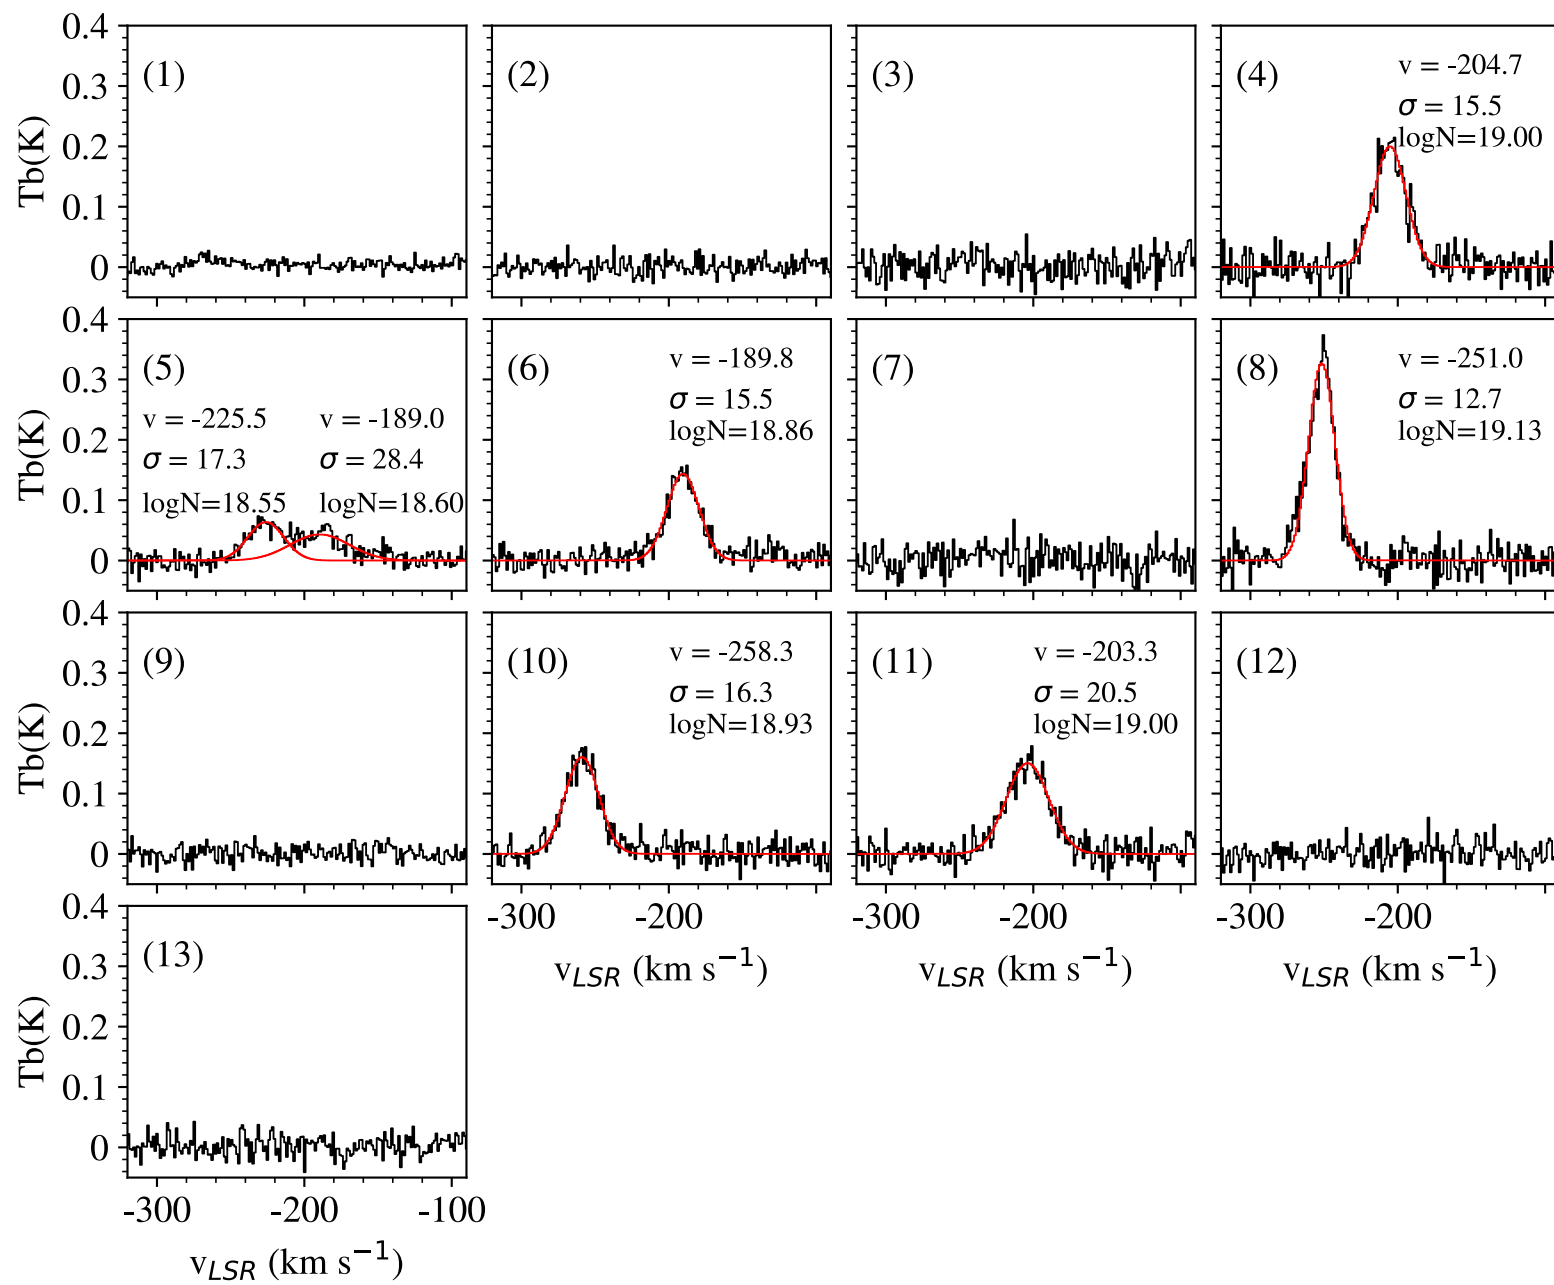 0.4
0.3
0.2
0.1
0
Tb(K)
(1)
(2)
(3)
(4)
v = -204.7
σ = 15.5
logN=19.00
0.4
0.3
0.2
0.1
0
Tb(K)
(5)
v = -225.5
σ = 17.3
logN=18.55
v = -189.0
σ = 28.4
logN=18.60
(6)
v = -189.8
σ = 15.5
logN=18.86
(7)
(8)
v = -251.0
σ = 12.7
logN=19.13
0.4
0.3
0.2
0.1
0
Tb(K)
(9)
(10)
v = -258.3
σ = 16.3
logN=18.93
(11)
v = -203.3
σ = 20.5
logN=19.00
(12)
-300 -200
v_LSR (km s⁻¹)
-300 -200
v_LSR (km s⁻¹)
-300 -200
v_LSR (km s⁻¹)
0.4
0.3
0.2
0.1
0
Tb(K)
(13)
-300 -200 -100
v_LSR (km s⁻¹)